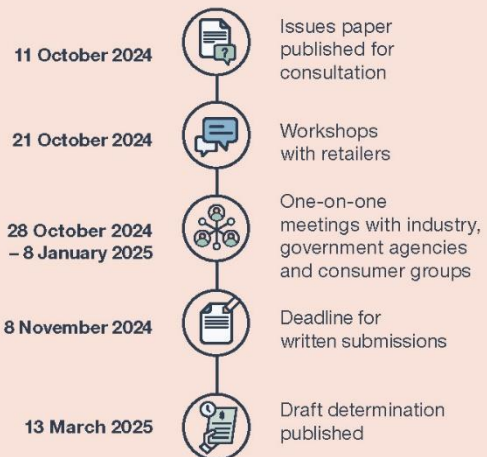 11 October 2024
Issues paper
published for
consultation
21 October 2024
Workshops
with retailers
28 October 2024
– 8 January 2025
One-on-one
meetings with industry,
government agencies
and consumer groups
8 November 2024
Deadline for
written submissions
13 March 2025
Draft determination
published